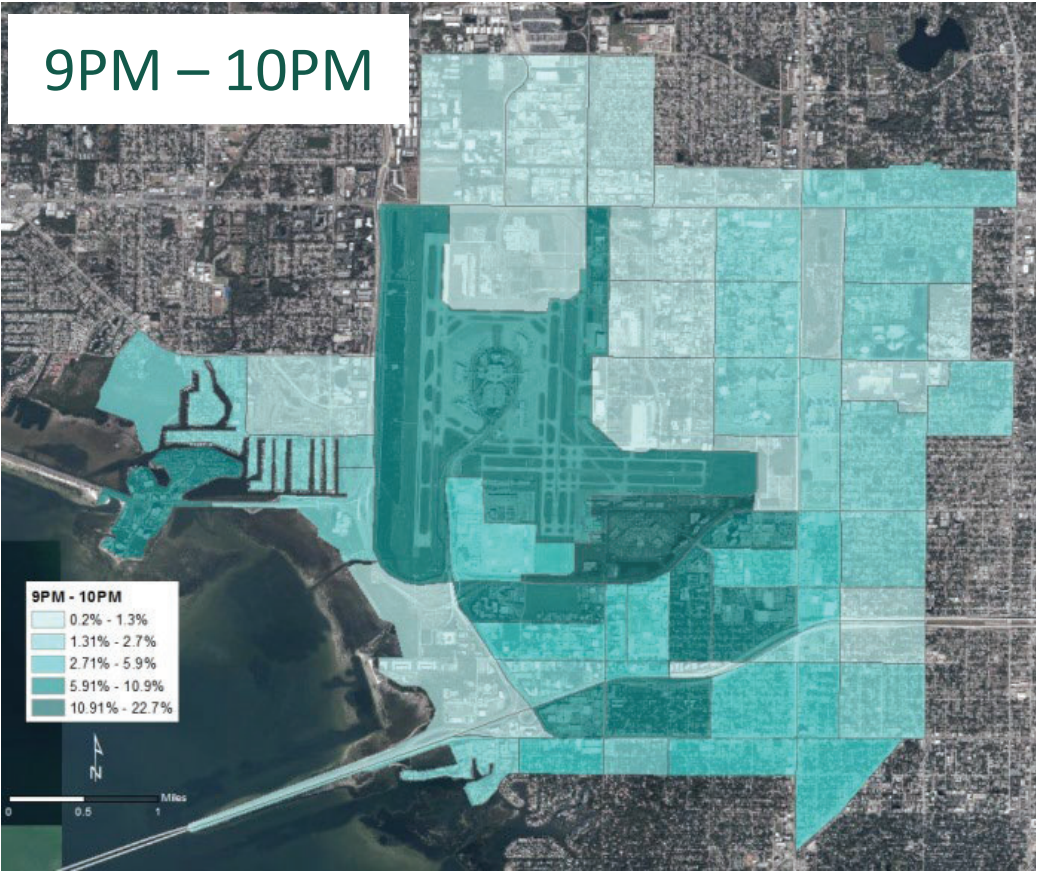 9PM – 10PM
9PM - 10PM
0.2% - 1.3%
1.31% - 2.7%
2.71% - 5.9%
5.91% - 10.9%
10.91% - 22.7%
N
Miles
0 0.5 1